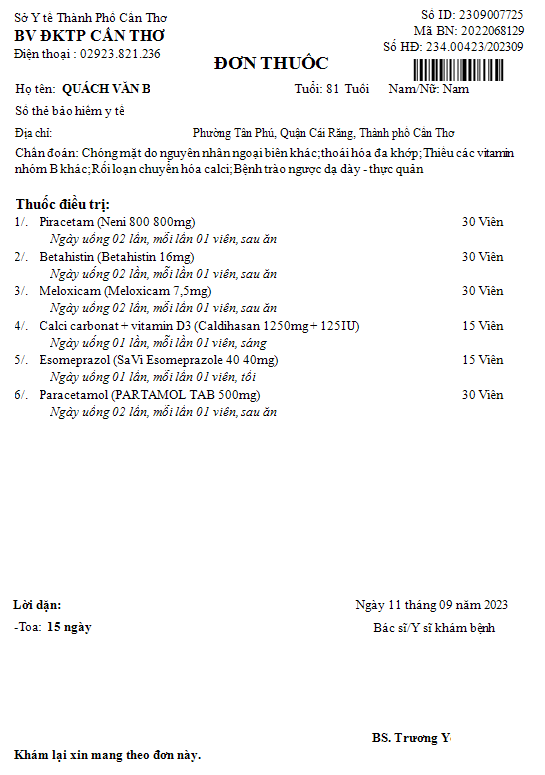 Sở Y tế Thành Phố Cần Thơ
Số ID: 2309007725
BV ĐKTP CẦN THƠ
Mã BN: 2022068129
Điện thoại : 02923.821.236
Số HĐ: 234.00423/202309
ĐƠN THUỐC
Họ tên: QUÁCH VĂN B
Tuổi: 81 Tuổi
Nam/Nữ: Nam
Số thẻ bảo hiểm y tế
Địa chỉ: Phường Tân Phú, Quận Cái Răng, Thành phố Cần Thơ
Chẩn đoán: Chóng mặt do nguyên nhân ngoại biên khác;thoái hóa đa khớp;Thiếu các vitamin
nhóm B khác;Rối loạn chuyển hóa calci;Bệnh trào ngược dạ dày - thực quản
Thuốc điều trị:
1/. Piracetam (Neni 800 800mg) 30 Viên
Ngày uống 02 lần, mỗi lần 01 viên, sau ăn
2/. Betahistin (Betahistin 16mg) 30 Viên
Ngày uống 02 lần, mỗi lần 01 viên, sau ăn
3/. Meloxicam (Meloxicam 7,5mg) 30 Viên
Ngày uống 02 lần, mỗi lần 01 viên, sau ăn
4/. Calci carbonat + vitamin D3 (Caldihasan 1250mg + 125IU) 15 Viên
Ngày uống 01 lần, mỗi lần 01 viên, sáng
5/. Esomeprazol (SaVi Esomeprazole 40 40mg) 15 Viên
Ngày uống 01 lần, mỗi lần 01 viên, tối
6/. Paracetamol (PARTAMOL TAB 500mg) 30 Viên
Ngày uống 02 lần, mỗi lần 01 viên, sau ăn
Lời dặn:
Ngày 11 tháng 09 năm 2023
-Toa: 15 ngày
Bác sĩ/Y sĩ khám bệnh
BS. Trương
Khám lại xin mang theo đơn này.